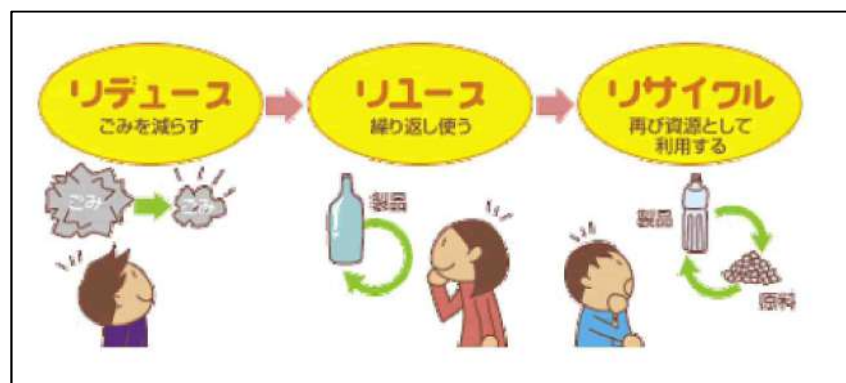 リデュース
ごみを減らす
リユース
繰り返し使う
リサイクル
再び資源として
利用する
ごみ
ごみ
製品
製品
原料